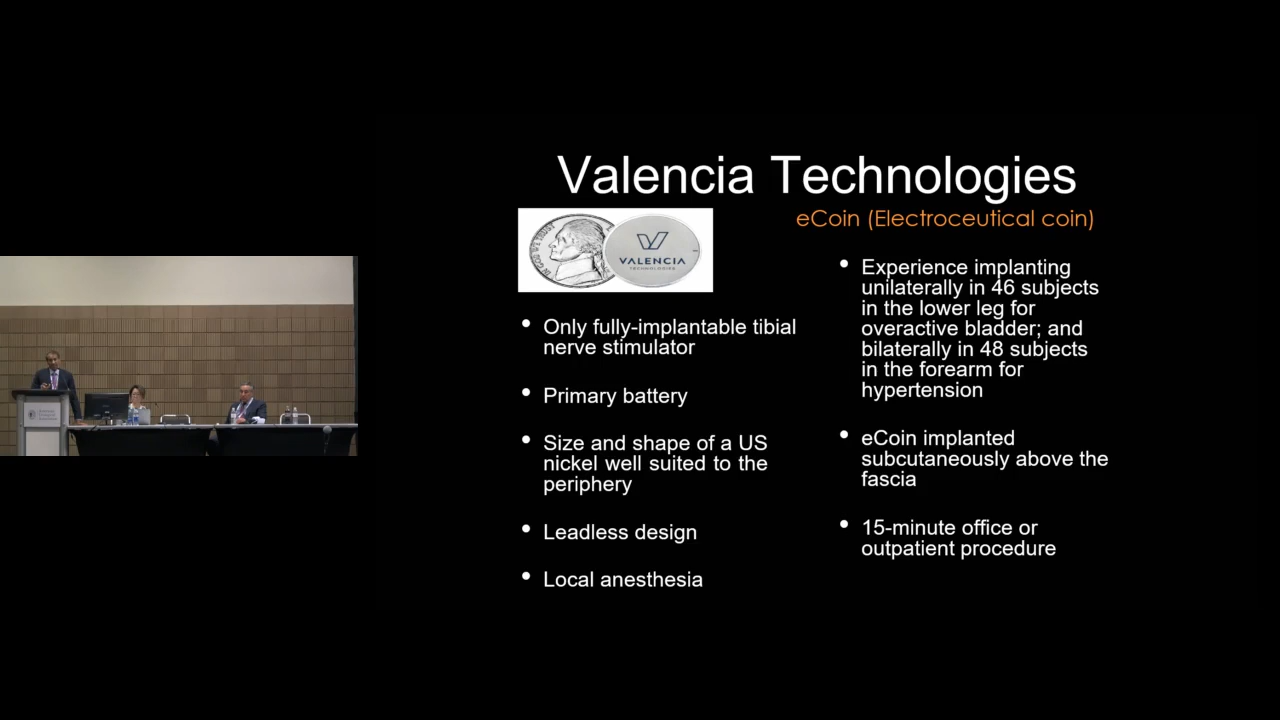 Valencia Technologies
eCoin (Electroceutical coin)
VALENCIA
TECHNOLOGIES
• Only fully-implantable tibial
nerve stimulator
• Primary battery
• Size and shape of a US
nickel well suited to the
periphery
• Leadless design
• Local anesthesia
• Experience implanting
unilaterally in 46 subjects
in the lower leg for
overactive bladder; and
bilaterally in 48 subjects
in the forearm for
hypertension
• eCoin implanted
subcutaneously above the
fascia
• 15-minute office or
outpatient procedure